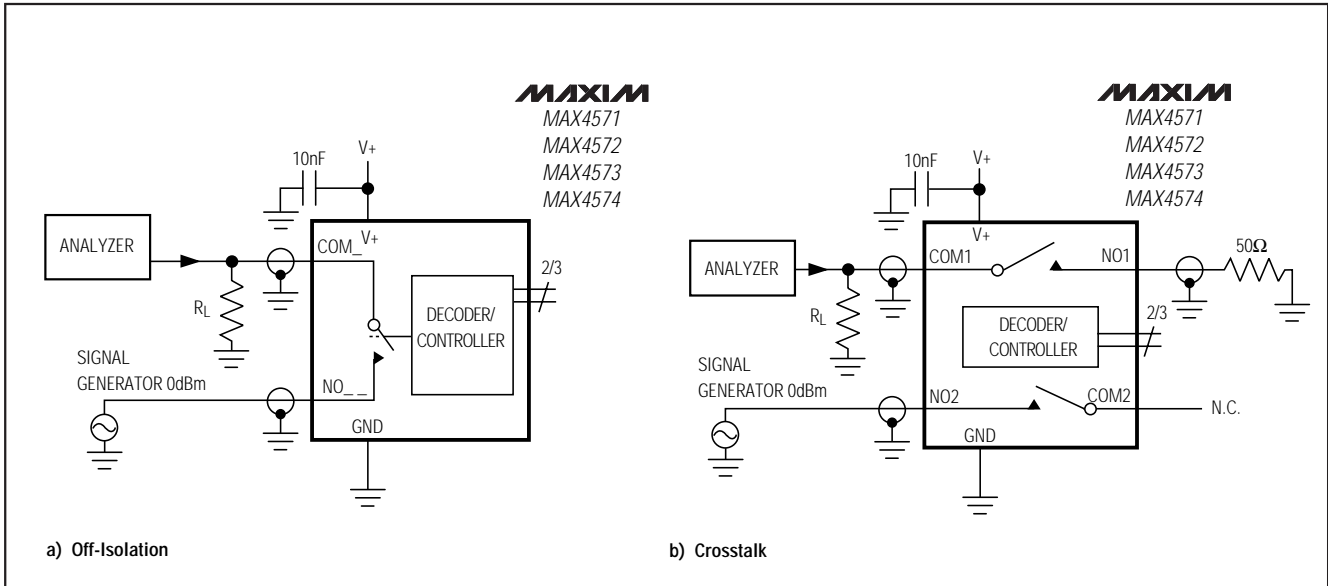 MAXIM
MAX4571
MAX4572
MAX4573
MAX4574
10nF
V+
V+
ANALYZER
COM_
2/3
RL
DECODER/
CONTROLLER
SIGNAL
GENERATOR 0dBm
NO_ _
GND
a) Off-Isolation
MAXIM
MAX4571
MAX4572
MAX4573
MAX4574
10nF
V+
V+
ANALYZER
COM1
NO1
50Ω
2/3
RL
DECODER/
CONTROLLER
SIGNAL
GENERATOR 0dBm
NO2
COM2
N.C.
GND
b) Crosstalk